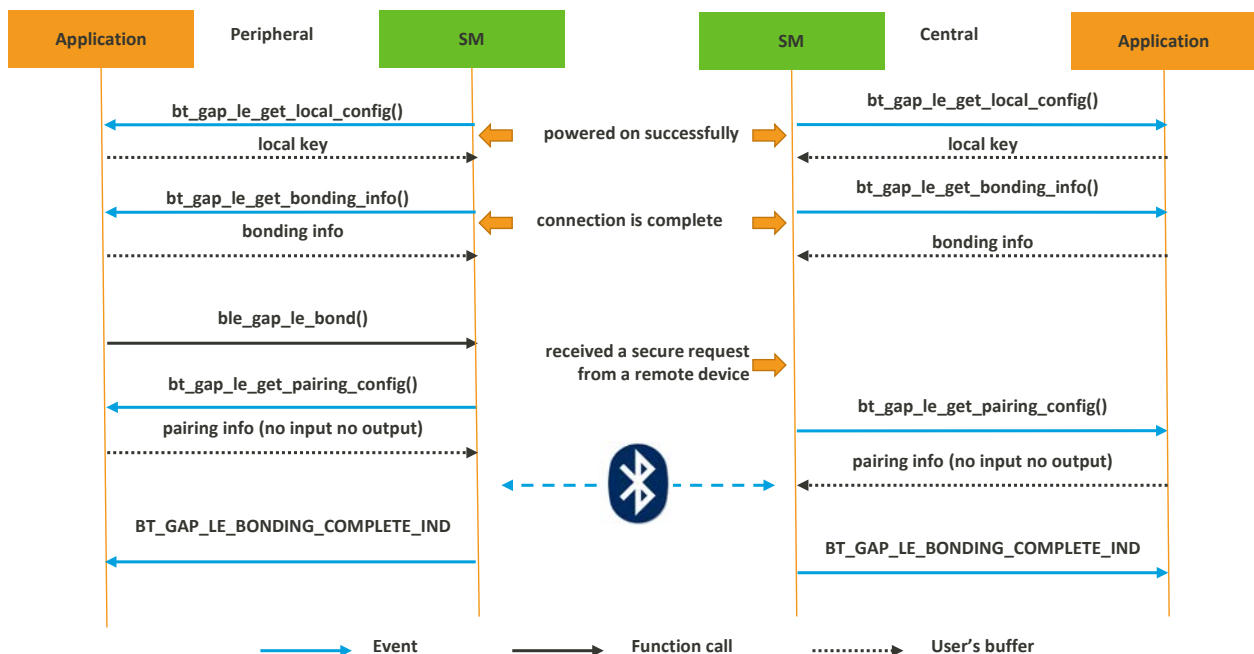 Application
Peripheral
SM
SM
Central
Application
bt_gap_le_get_local_config()
bt_gap_le_get_local_config()
powered on successfully
local key
local key
bt_gap_le_get_bonding_info()
bt_gap_le_get_bonding_info()
connection is complete
bonding info
bonding info
ble_gap_le_bond()
received a secure request
from a remote device
bt_gap_le_get_pairing_config()
bt_gap_le_get_pairing_config()
pairing info (no input no output)
pairing info (no input no output)
BT_GAP_LE_BONDING_COMPLETE_IND
BT_GAP_LE_BONDING_COMPLETE_IND
Event
Function call
User's buffer